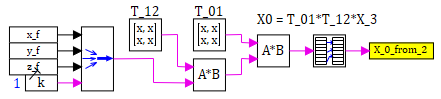 T_12
T_01
X0 = T_01*T_12*X_3
x_f
y_f
z_f
1
k
[x, x]
[x, x]
[x, x]
[x, x]
A*B
A*B
X_0_from_2